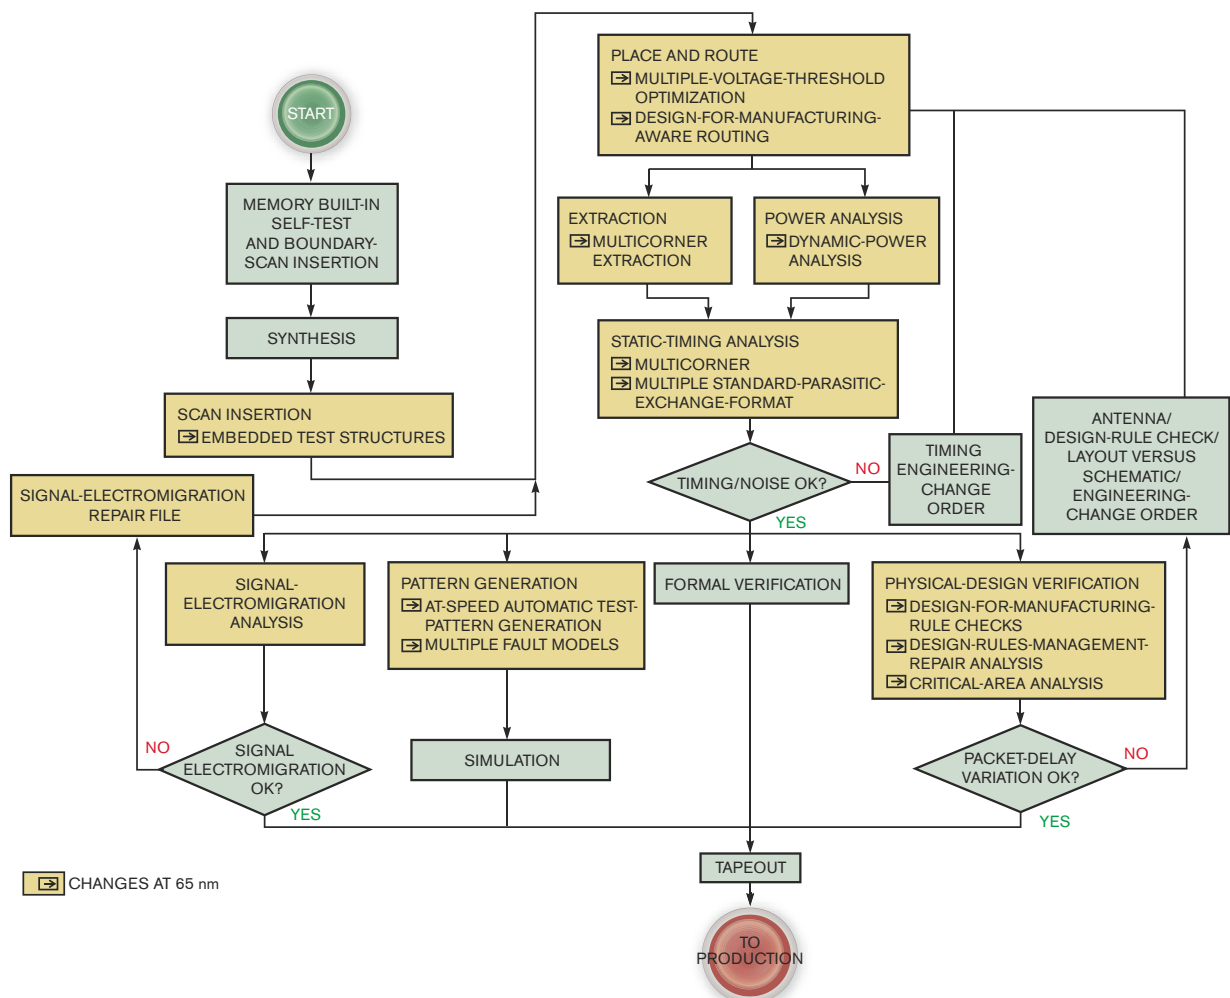 START
MEMORY BUILT-IN
SELF-TEST
AND BOUNDARY-
SCAN INSERTION
SYNTHESIS
SCAN INSERTION
EMBEDDED TEST STRUCTURES
SIGNAL-ELECTROMIGRATION
REPAIR FILE
PLACE AND ROUTE
MULTIPLE-VOLTAGE-THRESHOLD
OPTIMIZATION
DESIGN-FOR-MANUFACTURING-
AWARE ROUTING
EXTRACTION
MULTICORNER
EXTRACTION
POWER ANALYSIS
DYNAMIC-POWER
ANALYSIS
STATIC-TIMING ANALYSIS
MULTICORNER
MULTIPLE STANDARD-PARASITIC-
EXCHANGE-FORMAT
TIMING/NOISE OK?
NO
YES
TIMING
ENGINEERING-
CHANGE
ORDER
ANTENNA/
DESIGN-RULE CHECK/
LAYOUT VERSUS
SCHEMATIC/
ENGINEERING-
CHANGE ORDER
SIGNAL-
ELECTROMIGRATION
ANALYSIS
PATTERN GENERATION
AT-SPEED AUTOMATIC TEST-
PATTERN GENERATION
MULTIPLE FAULT MODELS
FORMAL VERIFICATION
PHYSICAL-DESIGN VERIFICATION
DESIGN-FOR-MANUFACTURING-
RULE CHECKS
DESIGN-RULES-MANAGEMENT-
REPAIR ANALYSIS
CRITICAL-AREA ANALYSIS
NO
SIGNAL
ELECTROMIGRATION
OK?
YES
SIMULATION
PACKET-DELAY
VARIATION OK?
NO
YES
TAPEOUT
CHANGES AT 65 nm
TO
PRODUCTION